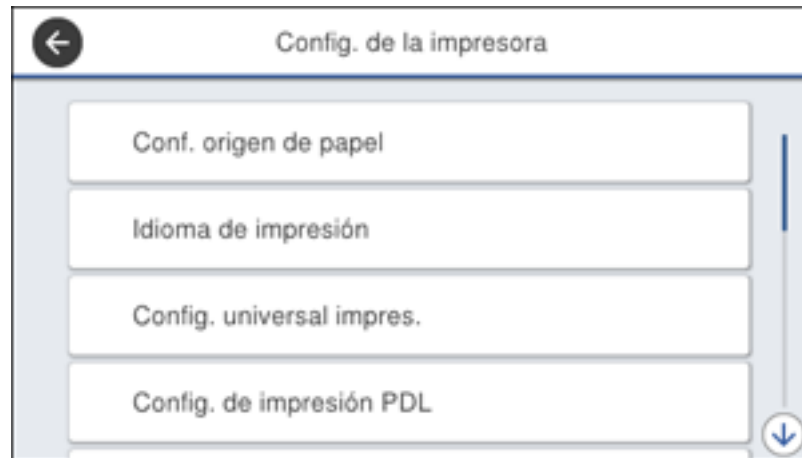 Config. de la impresora
Conf. origen de papel
Idioma de impresión
Config. universal impres.
Config. de impresión PDL